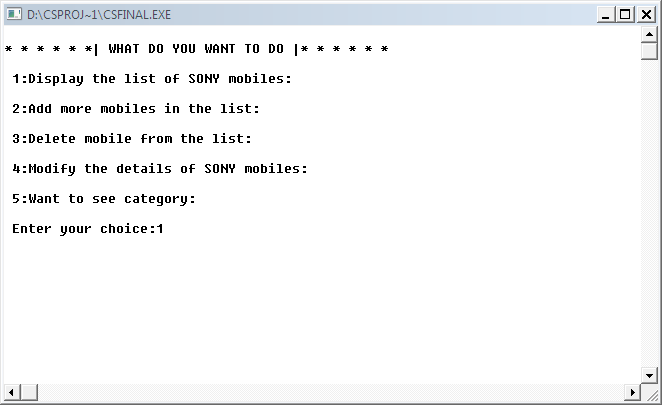 D:\CSPROJ~1\CSFINAL.EXE
* * * * * *| WHAT DO YOU WANT TO DO |* * * * * *
1:Display the list of SONY mobiles:
2:Add more mobiles in the list:
3:Delete mobile from the list:
4:Modify the details of SONY mobiles:
5:Want to see category:
Enter your choice:1